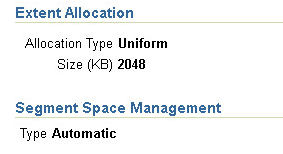 Extent Allocation
Allocation Type Uniform
Size (KB) 2048
Segment Space Management
Type Automatic